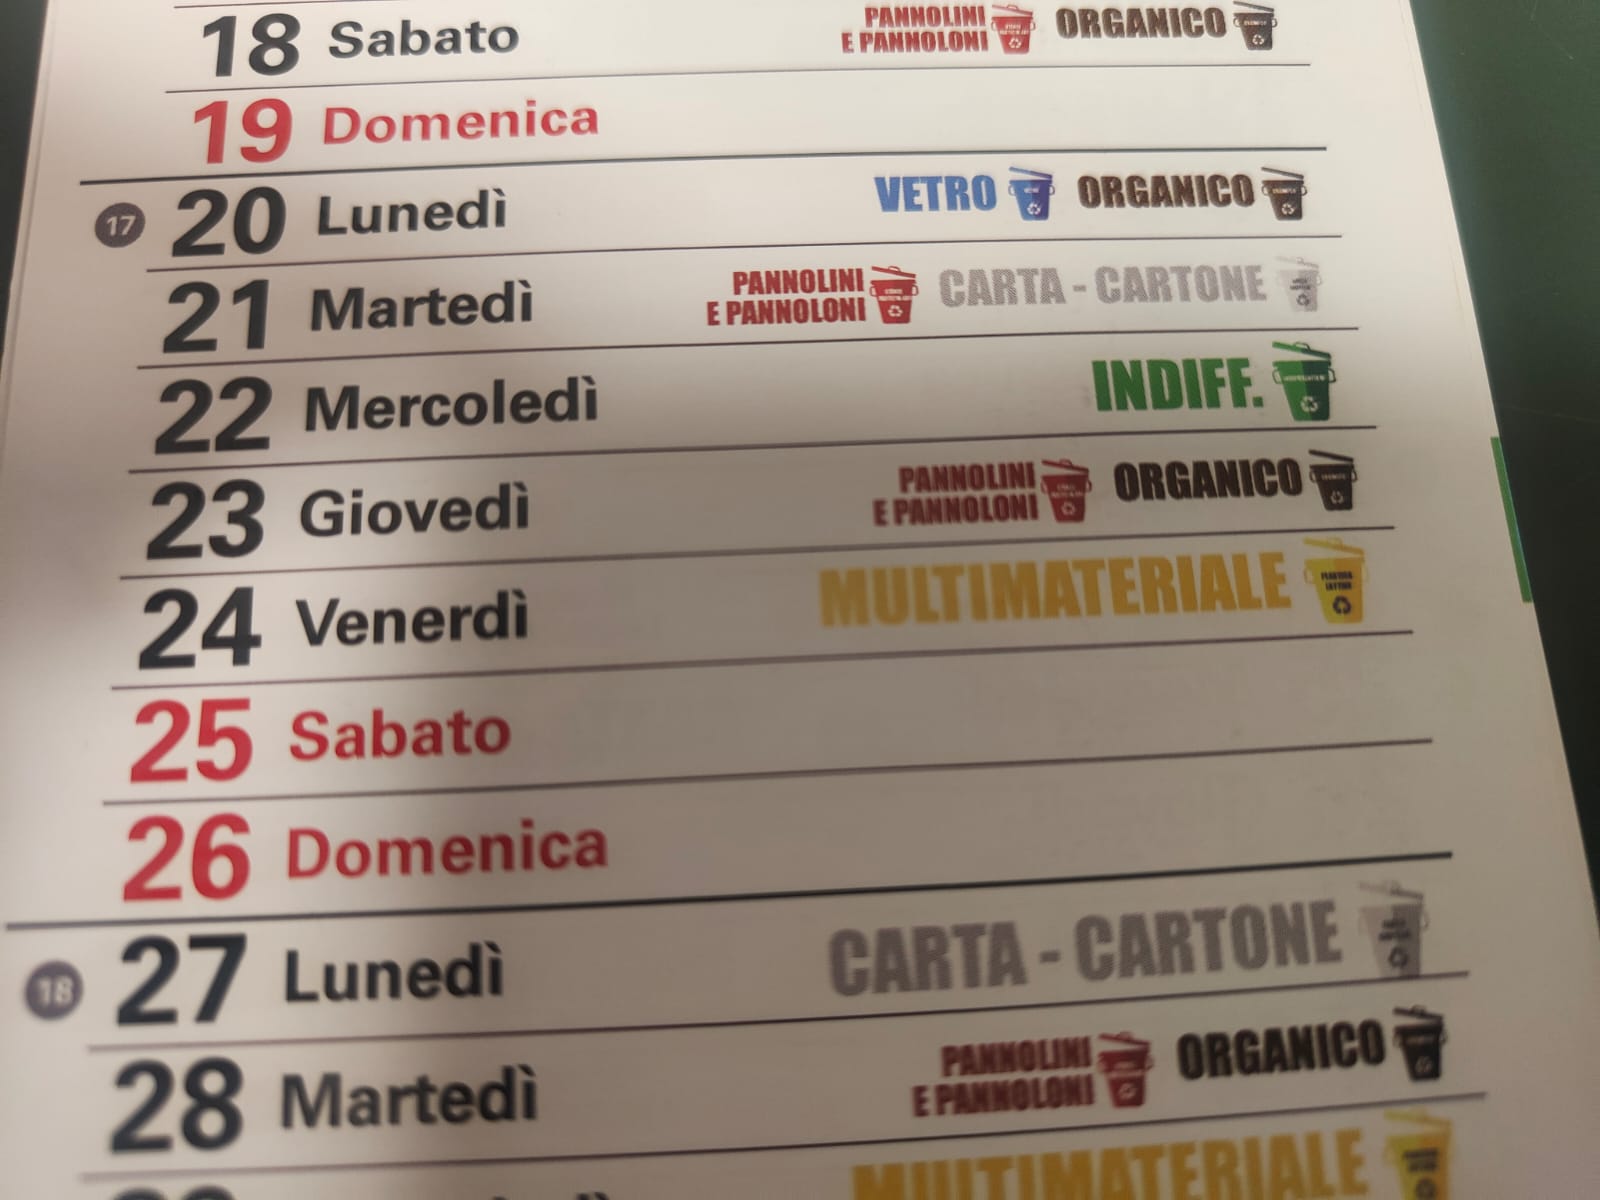 18 Sabato PANNOLINI E PANNOLONI ORGANICO
19 Domenica
17 20 Lunedì VETRO ORGANICO
21 Martedì PANNOLINI E PANNOLONI CARTA - CARTONE
22 Mercoledì INDIFF.
23 Giovedì PANNOLINI E PANNOLONI ORGANICO
24 Venerdì MULTIMATERIALE
25 Sabato
26 Domenica
18 27 Lunedì CARTA - CARTONE
28 Martedì PANNOLINI E PANNOLONI ORGANICO
MULTIMATERIALE